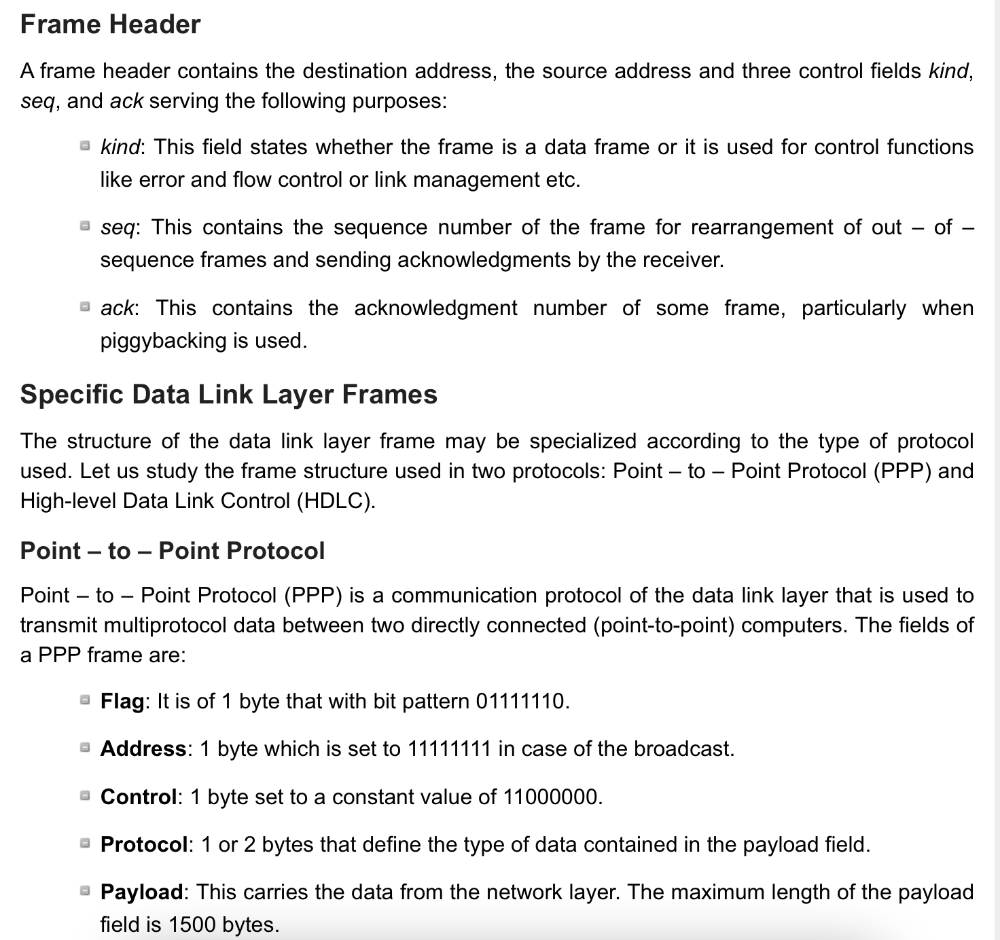 Frame Header
A frame header contains the destination address, the source address and three control fields kind,
seq, and ack serving the following purposes:
kind: This field states whether the frame is a data frame or it is used for control functions
like error and flow control or link management etc.
seq: This contains the sequence number of the frame for rearrangement of out – of –
sequence frames and sending acknowledgments by the receiver.
ack: This contains the acknowledgment number of some frame, particularly when
piggybacking is used.
Specific Data Link Layer Frames
The structure of the data link layer frame may be specialized according to the type of protocol
used. Let us study the frame structure used in two protocols: Point – to – Point Protocol (PPP) and
High-level Data Link Control (HDLC).
Point – to – Point Protocol
Point – to – Point Protocol (PPP) is a communication protocol of the data link layer that is used to
transmit multiprotocol data between two directly connected (point-to-point) computers. The fields of
a PPP frame are:
Flag: It is of 1 byte that with bit pattern 01111110.
Address: 1 byte which is set to 11111111 in case of the broadcast.
Control: 1 byte set to a constant value of 11000000.
Protocol: 1 or 2 bytes that define the type of data contained in the payload field.
Payload: This carries the data from the network layer. The maximum length of the payload
field is 1500 bytes.